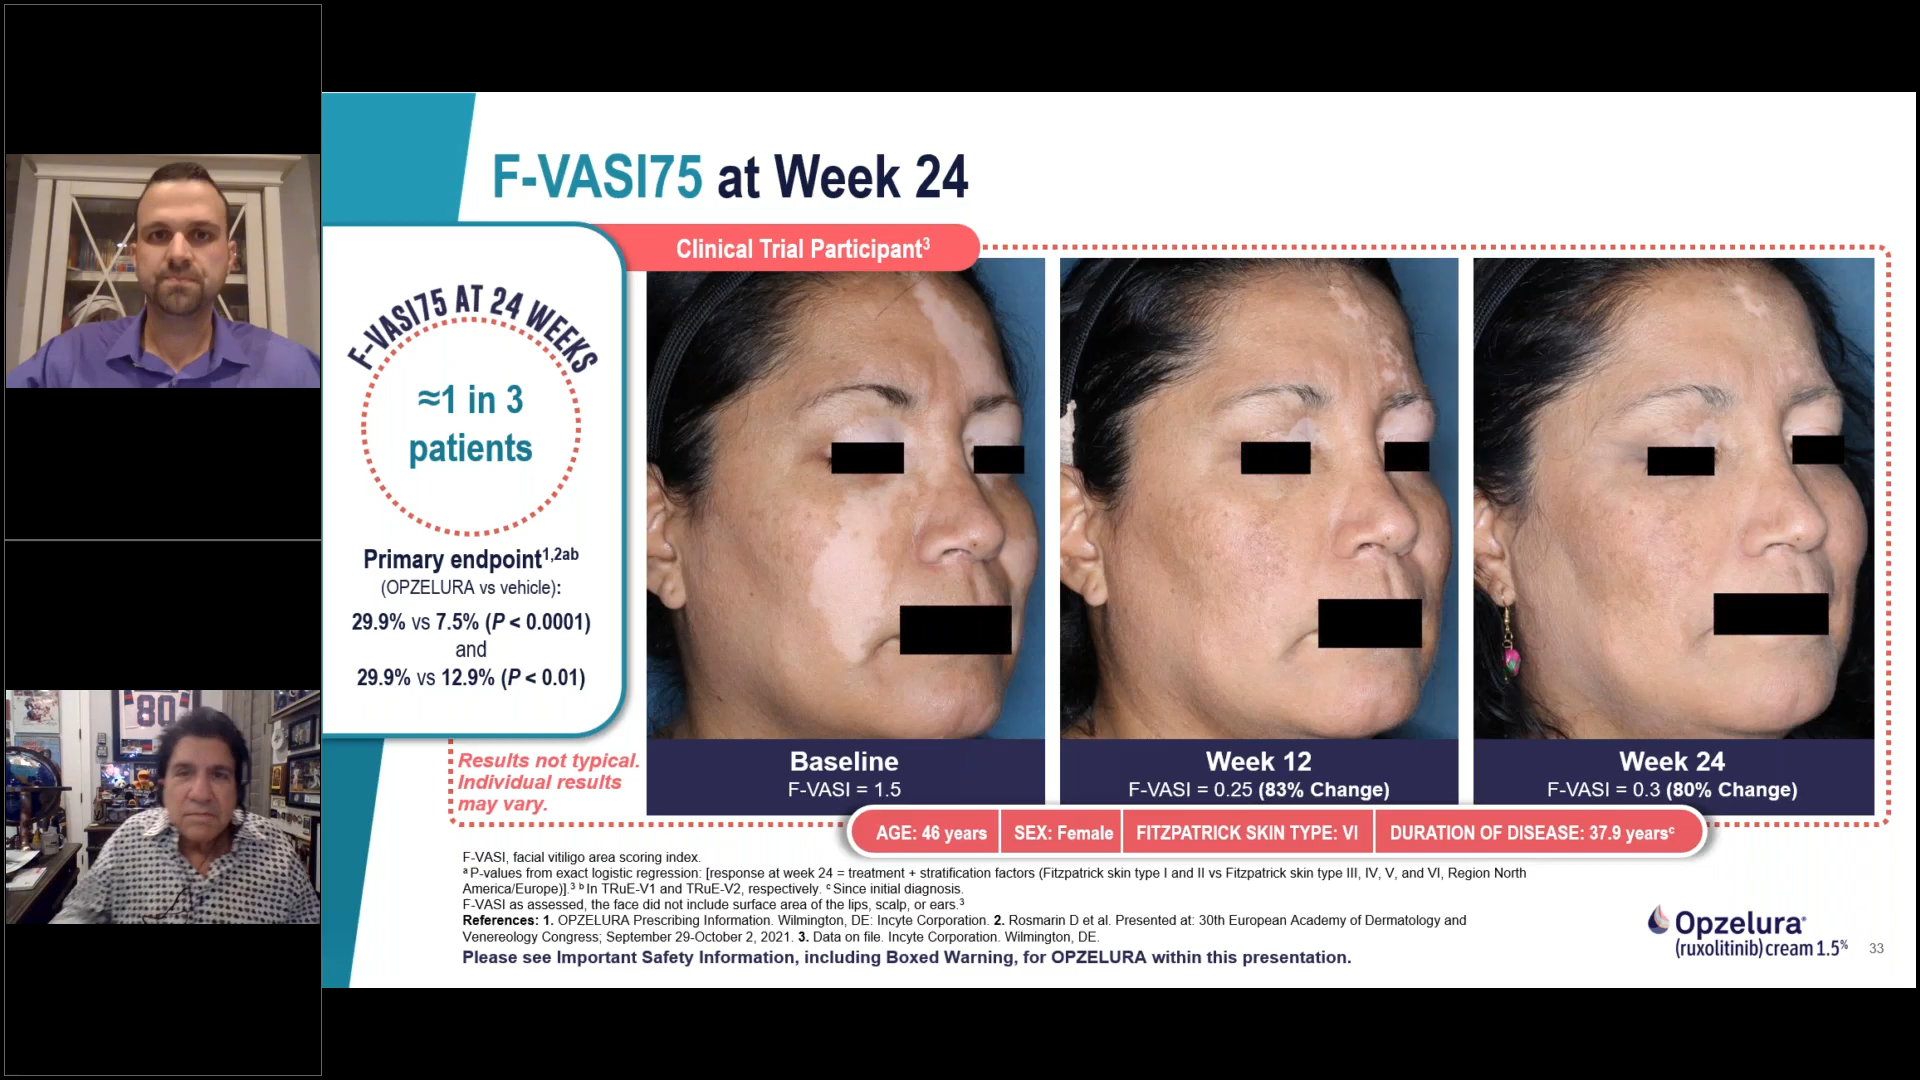 F-VASI75 at Week 24
Clinical Trial Participant³
F-VASI75 AT 24 WEEKS
≈1 in 3
patients
Primary endpoint¹,²ᵃᵇ
(OPZELURA vs vehicle):
29.9% vs 7.5% (P < 0.0001)
and
29.9% vs 12.9% (P < 0.01)
Results not typical.
Individual results
may vary.
Baseline
F-VASI = 1.5
Week 12
F-VASI = 0.25 (83% Change)
Week 24
F-VASI = 0.3 (80% Change)
AGE: 46 years
SEX: Female
FITZPATRICK SKIN TYPE: VI
DURATION OF DISEASE: 37.9 yearsᶜ
F-VASI, facial vitiligo area scoring index.
ᵃ P-values from exact logistic regression: [response at week 24 = treatment + stratification factors (Fitzpatrick skin type I and II vs Fitzpatrick skin type III, IV, V, and VI, Region North
America/Europe)].³ ᵇ In TRuE-V1 and TRuE-V2, respectively. ᶜ Since initial diagnosis.
F-VASI as assessed, the face did not include surface area of the lips, scalp, or ears.³
References: 1. OPZELURA Prescribing Information. Wilmington, DE: Incyte Corporation. 2. Rosmarin D et al. Presented at: 30th European Academy of Dermatology and
Venereology Congress; September 29-October 2, 2021. 3. Data on file. Incyte Corporation. Wilmington, DE.
Please see Important Safety Information, including Boxed Warning, for OPZELURA within this presentation.
Opzelura®
(ruxolitinib) cream 1.5%
33
80